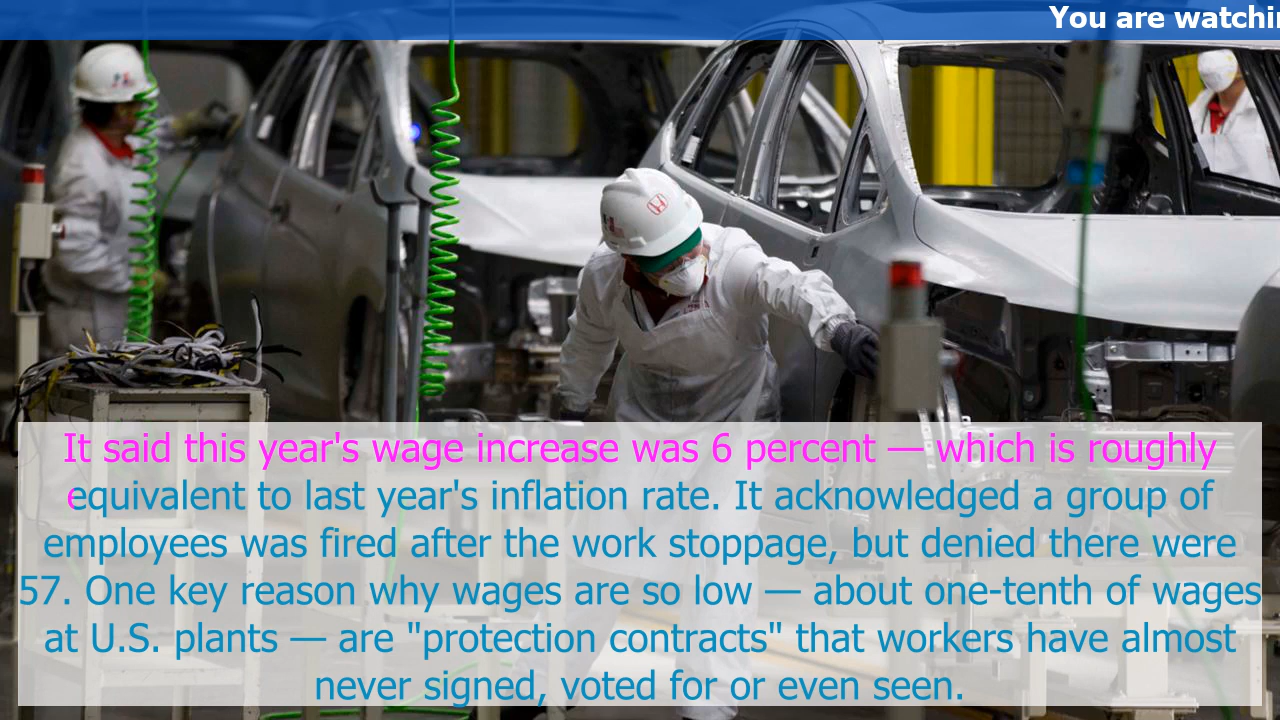 You are watchi
It said this year's wage increase was 6 percent — which is roughly
equivalent to last year's inflation rate. It acknowledged a group of
employees was fired after the work stoppage, but denied there were
57. One key reason why wages are so low — about one-tenth of wages
at U.S. plants — are "protection contracts" that workers have almost
never signed, voted for or even seen.